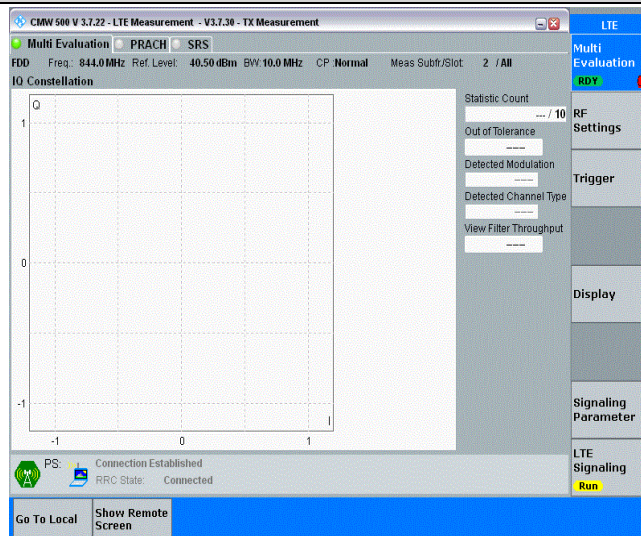 CMW 500 V 3.7.22 - LTE Measurement - V3.7.30 - TX Measurement
LTE
Multi Evaluation PRACH SRS
FDD Freq.: 844.0 MHz Ref. Level: 40.50 dBm BW: 10.0 MHz CP :Normal Meas Subfr./Slot: 2 / All
IQ Constellation
Q
1
0
-1
I
-1 0 1
Statistic Count
--- / 10
Out of Tolerance
---
Detected Modulation
---
Detected Channel Type
---
View Filter Throughput
---
PS: Connection Established
RRC State: Connected
Multi
Evaluation
RDY
RF
Settings
Trigger
Display
Signaling
Parameter
LTE
Signaling
Run
Go To Local
Show Remote
Screen